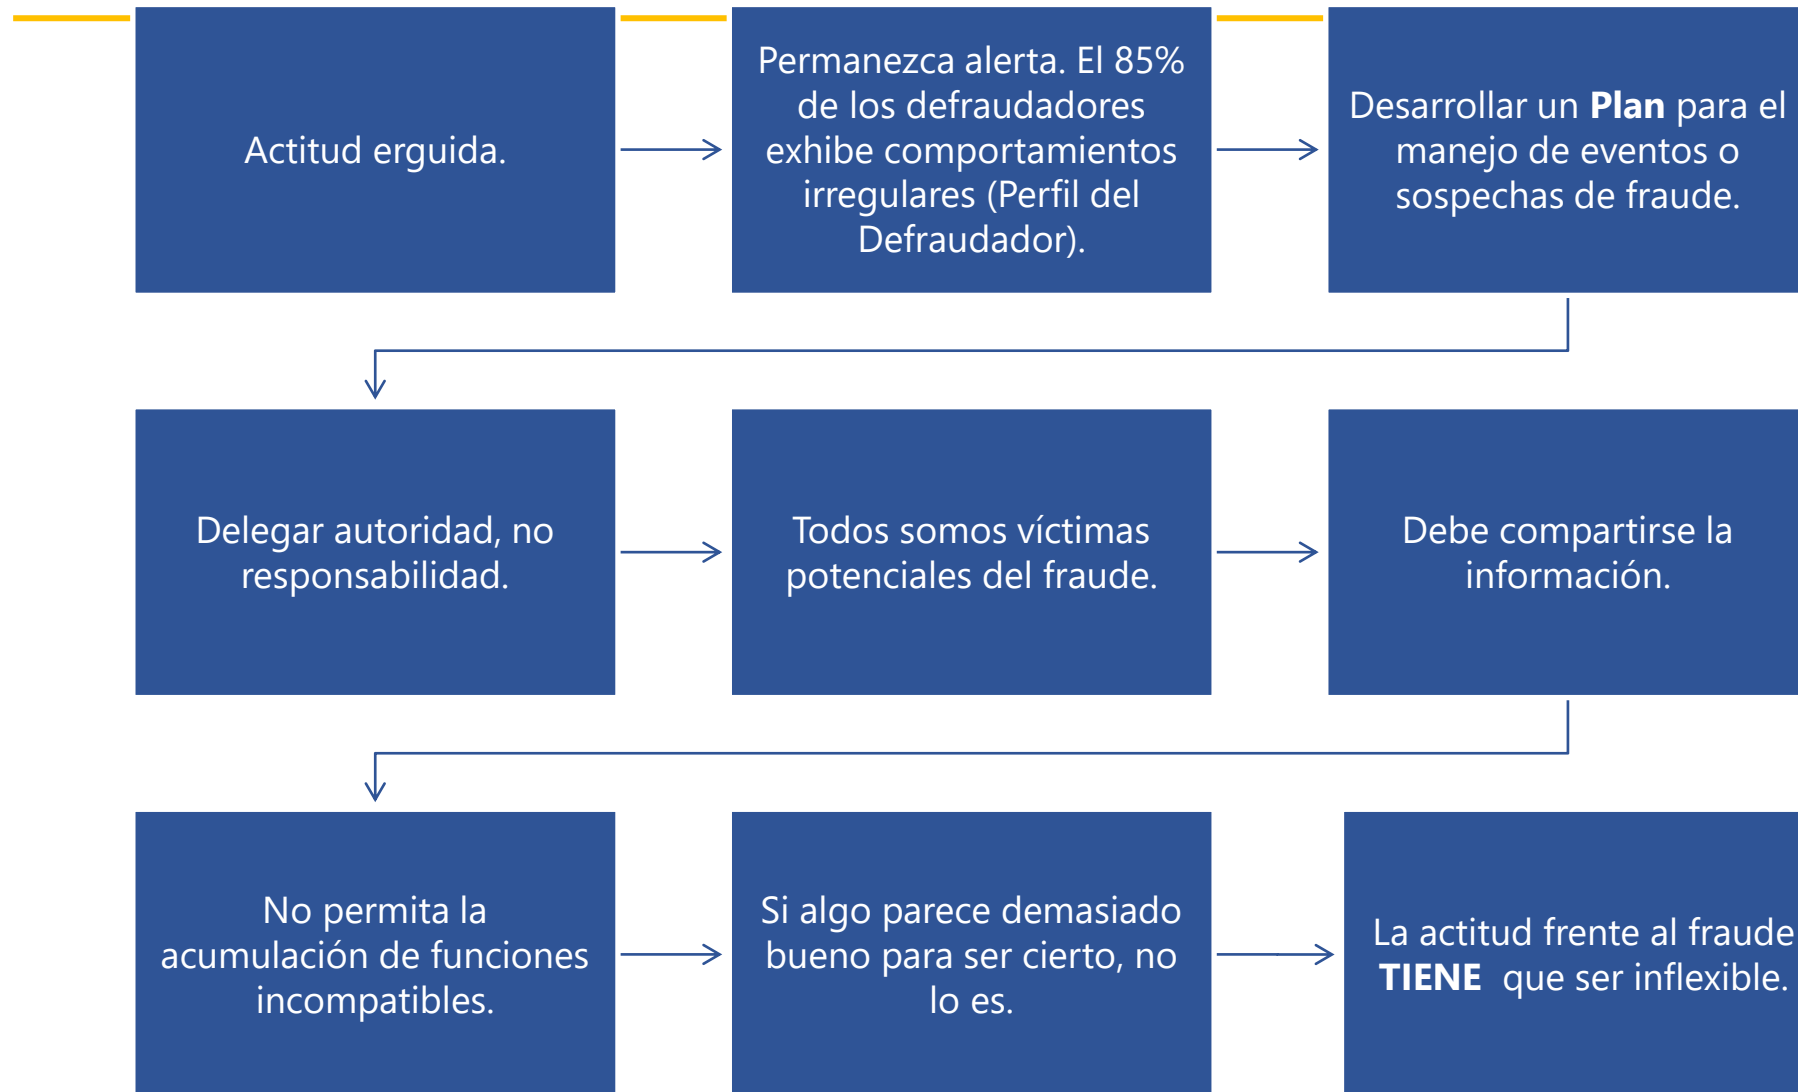 Actitud erguida.
Permanezca alerta. El 85%
de los defraudadores
exhibe comportamientos
irregulares (Perfil del
Defraudador).
Desarrollar un Plan para el
manejo de eventos o
sospechas de fraude.
Delegar autoridad, no
responsabilidad.
Todos somos víctimas
potenciales del fraude.
Debe compartirse la
información.
No permita la
acumulación de funciones
incompatibles.
Si algo parece demasiado
bueno para ser cierto, no
lo es.
La actitud frente al fraude
TIENE que ser inflexible.